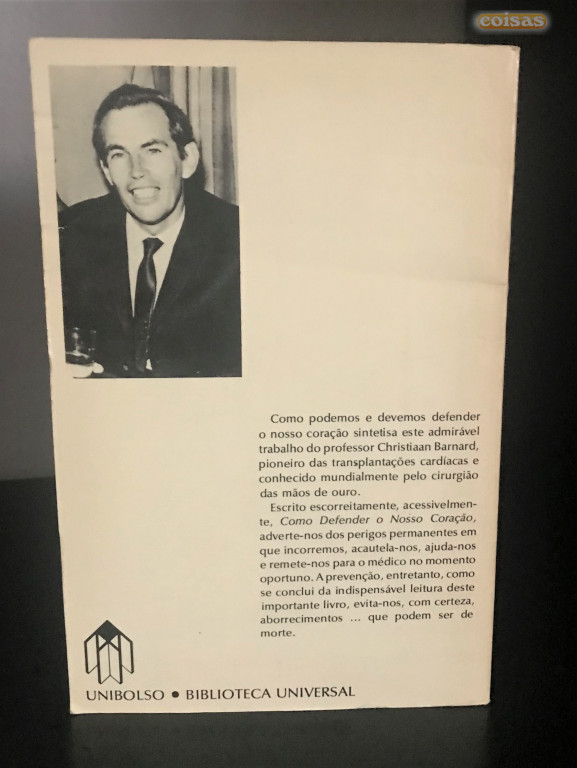 coisas
Como podemos e devemos defender
o nosso coração sintetisa este admirável
trabalho do professor Christiaan Barnard,
pioneiro das transplantações cardíacas e
conhecido mundialmente pelo cirurgião
das mãos de ouro.
Escrito escorreitamente, acessivelmen-
te, Como Defender o Nosso Coração,
adverte-nos dos perigos permanentes em
que incorremos, acautela-nos, ajuda-nos
e remete-nos para o médico no momento
oportuno. A prevenção, entretanto, como
se conclui da indispensável leitura deste
importante livro, evita-nos, com certeza,
aborrecimentos ... que podem ser de
morte.
UNIBOLSO • BIBLIOTECA UNIVERSAL